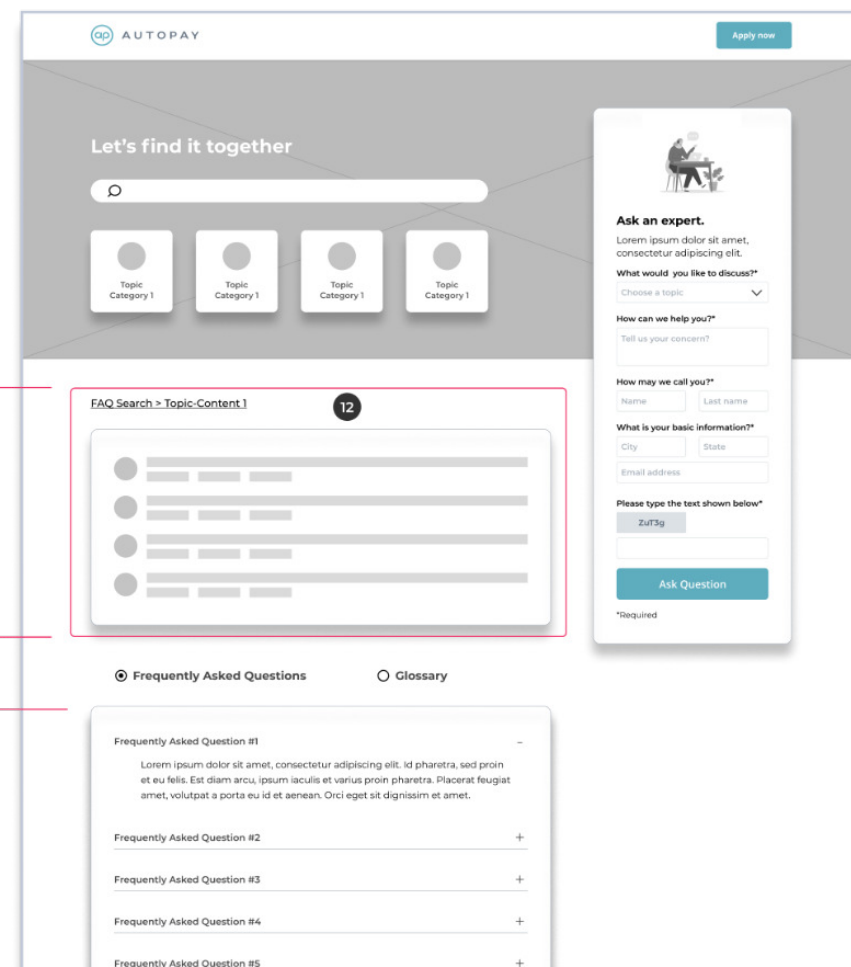 ap AUTOPAY
Apply now
Let's find it together
Topic
Category 1
Topic
Category 1
Topic
Category 1
Topic
Category 1
Ask an expert.
Lorem ipsum dolor sit amet,
consectetur adipiscing elit.
What would you like to discuss?*
Choose a topic
How can we help you?*
Tell us your concern?
How may we call you?*
Name
Last name
What is your basic information?*
City
State
Email address
Please type the text shown below*
ZuT3g
Ask Question
*Required
FAQ Search > Topic-Content 1
12
Frequently Asked Questions
Glossary
Frequently Asked Question #1
Lorem ipsum dolor sit amet, consectetur adipiscing elit. Id pharetra, sed proin
et eu felis. Est diam arcu, ipsum iaculis et varius proin pharetra. Placerat feugiat
amet, volutpat a porta eu id et aenean. Orci eget sit dignissim et amet.
Frequently Asked Question #2
Frequently Asked Question #3
Frequently Asked Question #4
Frequently Asked Question #5